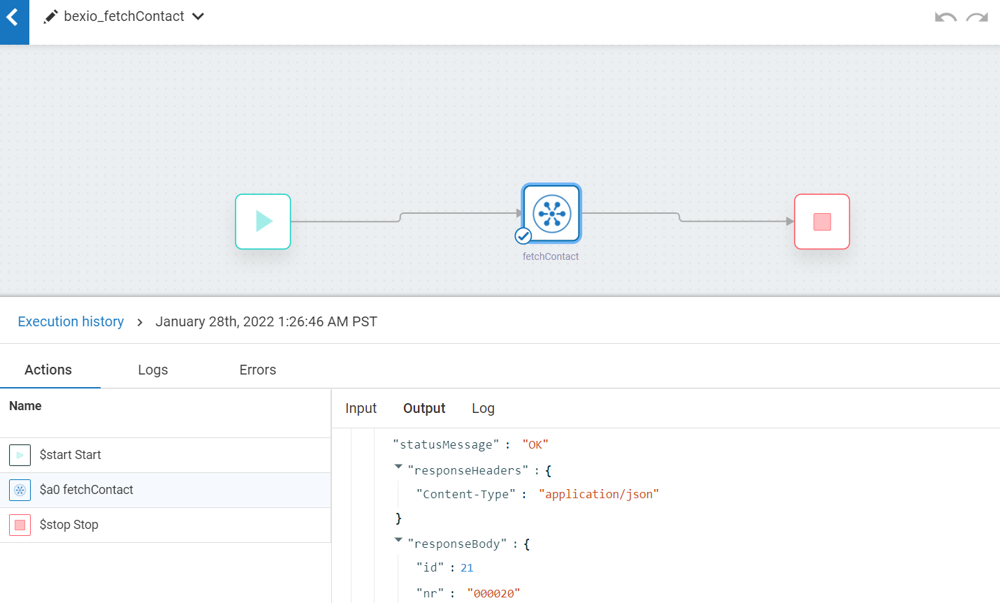 bexio_fetchContact
fetchContact
Execution history > January 28th, 2022 1:26:46 AM PST
Actions Logs Errors
Name
Input Output Log
$start Start
$a0 fetchContact
$stop Stop
"statusMessage" : "OK"
"responseHeaders" : {
"Content-Type" : "application/json"
}
"responseBody" : {
"id" : 21
"nr" : "000020"